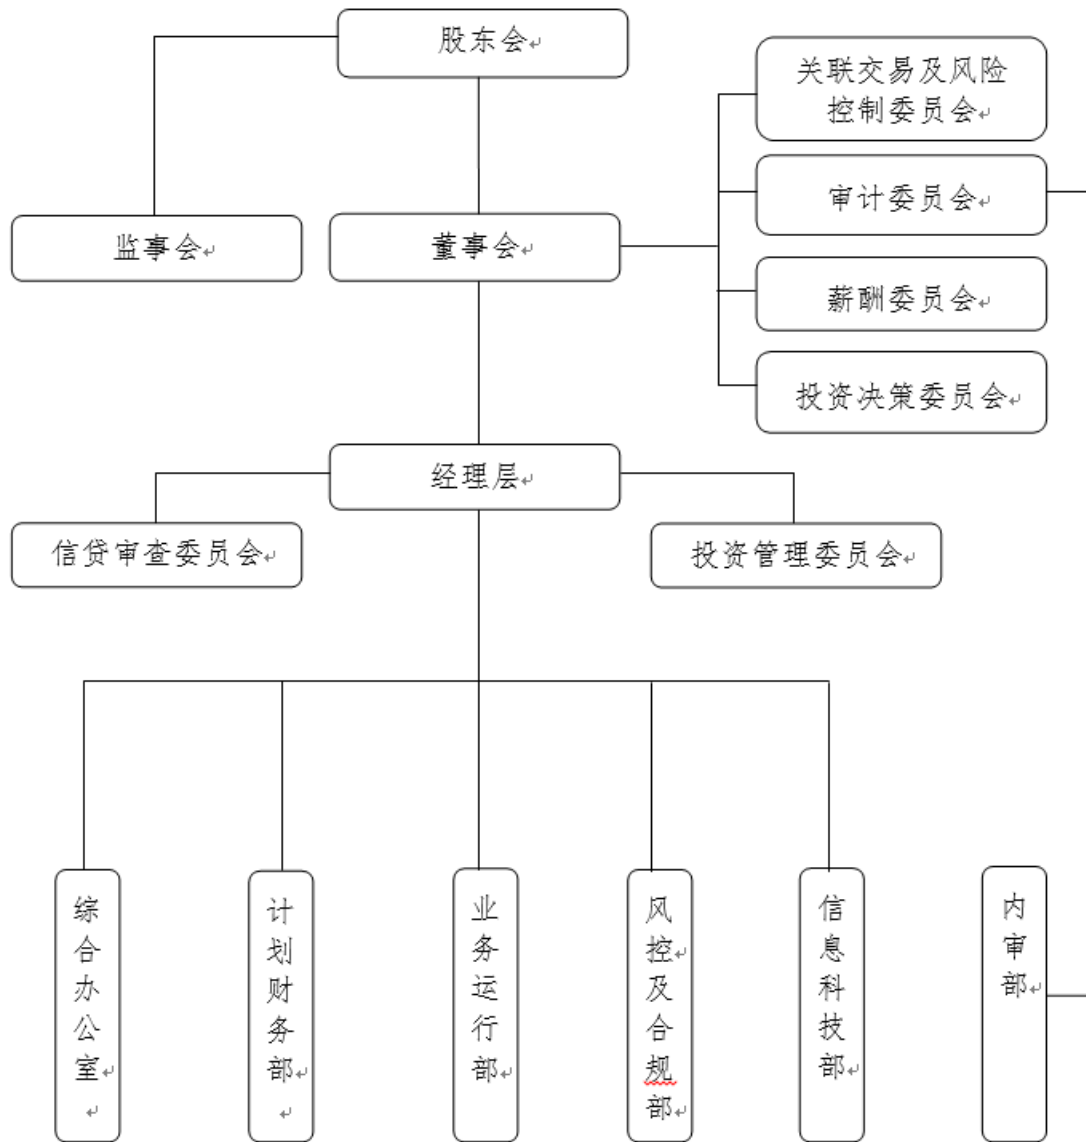 股东会
关联交易及风险
控制委员会
审计委员会
监事会
董事会
薪酬委员会
投资决策委员会
经理层
信贷审查委员会
投资管理委员会
综合办公室
计划财务部
业务运行部
风控及合规部
信息科技部
内审部